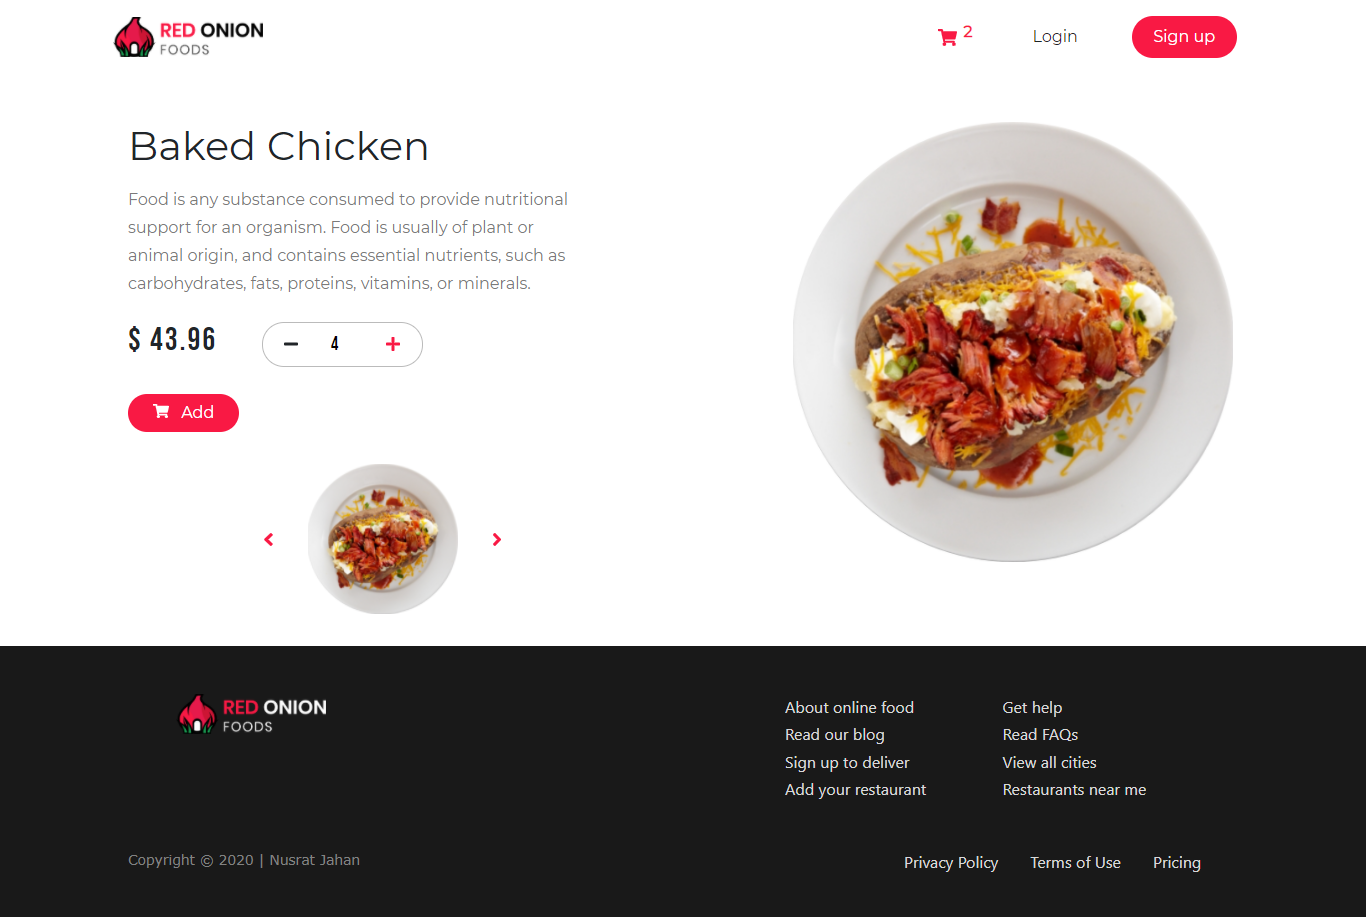 RED ONION
FOODS
2
Login
Sign up
Baked Chicken
Food is any substance consumed to provide nutritional
support for an organism. Food is usually of plant or
animal origin, and contains essential nutrients, such as
carbohydrates, fats, proteins, vitamins, or minerals.
$ 43.96
4
Add
RED ONION
FOODS
About online food
Read our blog
Sign up to deliver
Add your restaurant
Get help
Read FAQs
View all cities
Restaurants near me
Copyright © 2020 | Nusrat Jahan
Privacy Policy
Terms of Use
Pricing